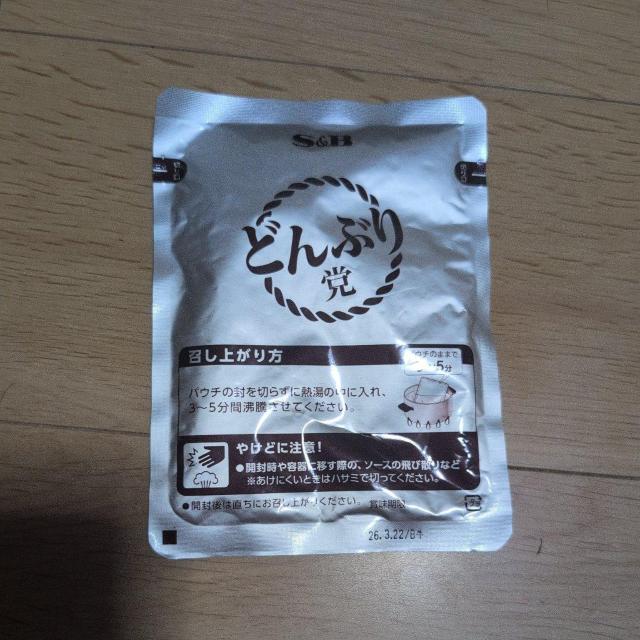 S&B
どんぶり
党
召し上がり方
パウチのままで
5分
パウチの封を切らずに熱湯の中に入れ、
3〜5分間沸騰させてください。
やけどに注意!
●開封時や容器に移す際の、ソースの飛び散りなど
※あけにくいときはハサミで切ってください。
●開封後は直ちにお召し上がりください。 賞味期限
26.3.22/B牛